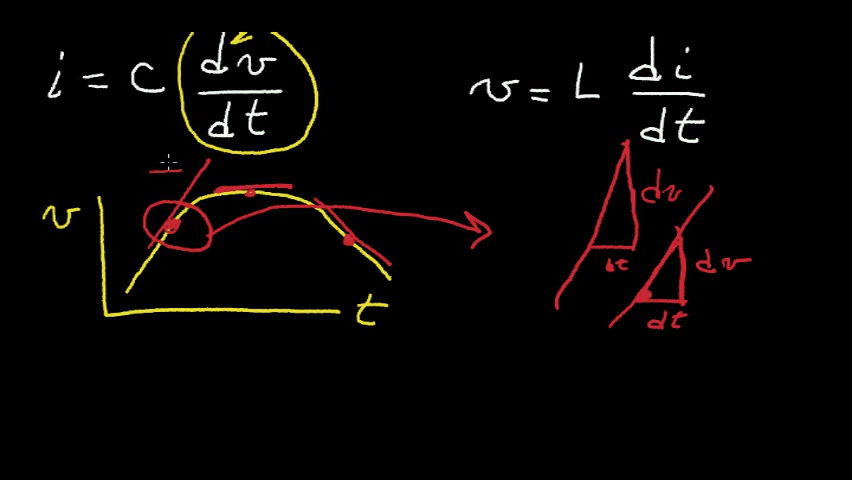 i = C dv/dt
v = L di/dt
v
t
dv
dt
dv
dt